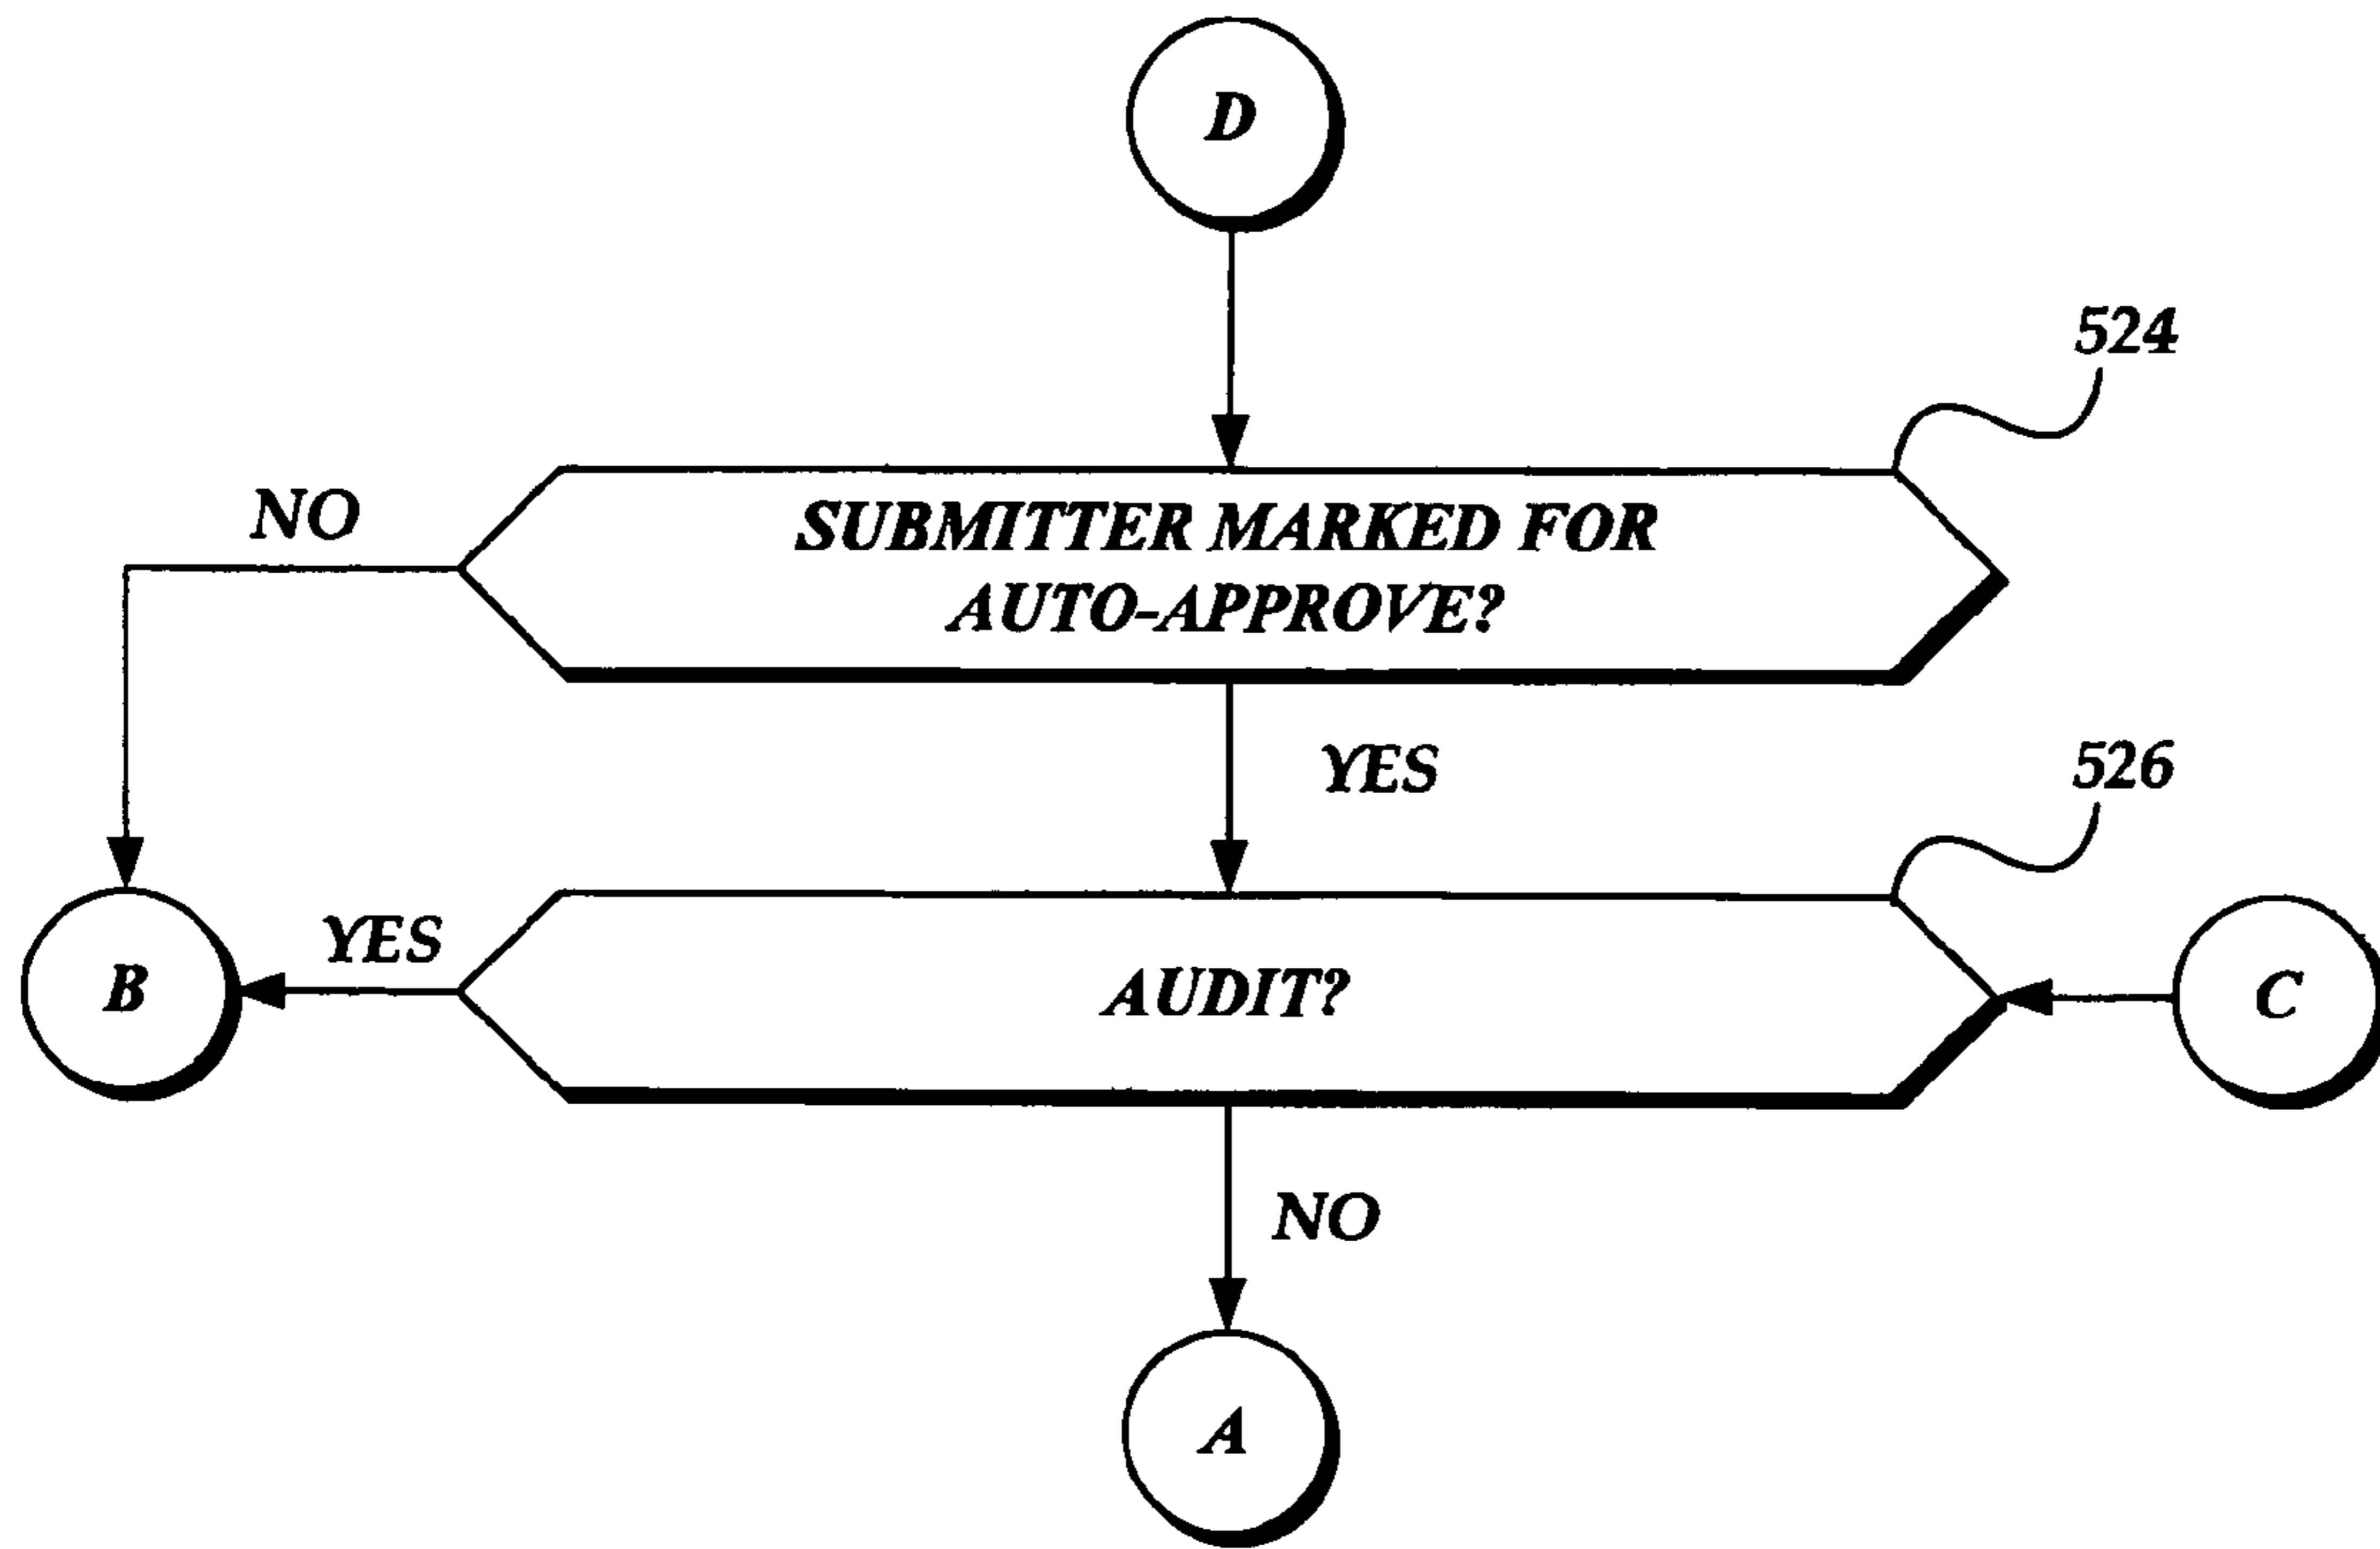 D
524
NO
SUBMITTER MARKED FOR
AUTO-APPROVE?
YES
526
B
YES
AUDIT?
C
NO
A